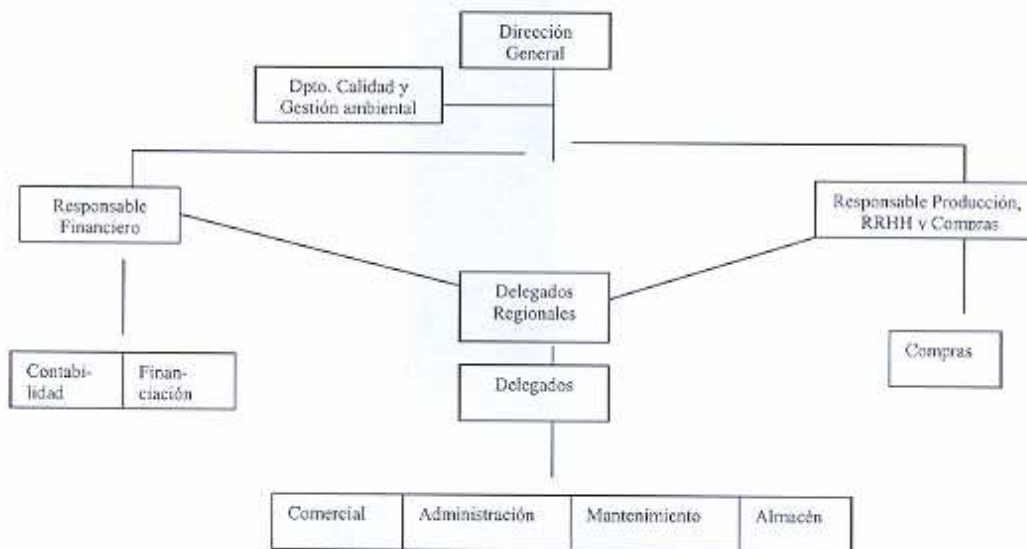 Dirección
General
Dpto. Calidad y
Gestión ambiental
Responsable
Financiero
Responsable Producción,
RRHH y Compras
Delegados
Regionales
Compras
Contabi-
lidad
Finan-
ciación
Delegados
Comercial
Administración
Mantenimiento
Almacén